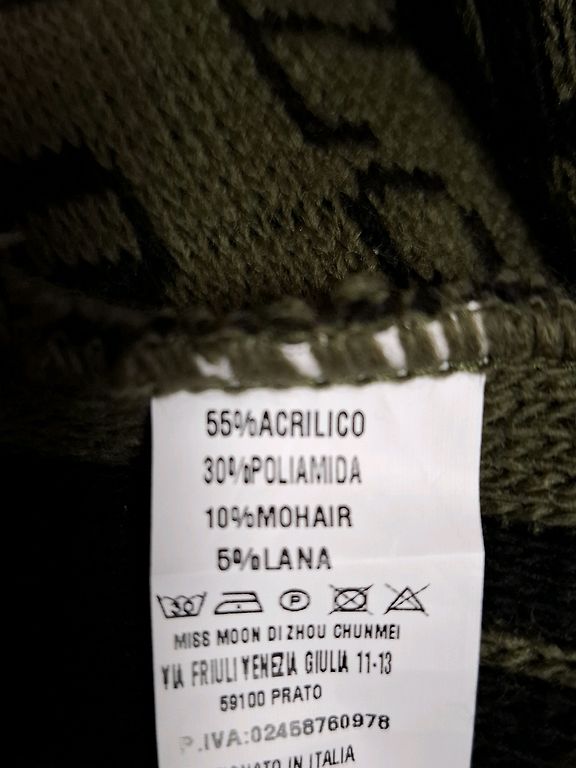 55%ACRILICO
30%POLIAMIDA
10%MOHAIR
5%LANA
30 P
MISS MOON DI ZHOU CHUNMEI
VIA FRIULI VENEZIA GIULIA 11-13
59100 PRATO
P.IVA:02458760978
IN ITALIA